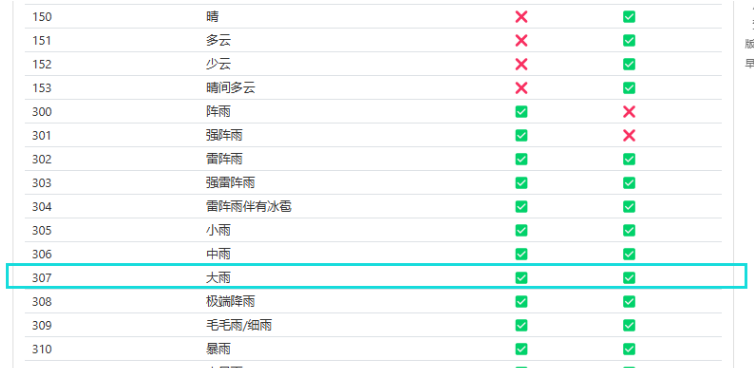 150 晴
151 多云
152 少云
153 晴间多云
300 阵雨
301 强阵雨
302 雷阵雨
303 强雷阵雨
304 雷阵雨伴有冰雹
305 小雨
306 中雨
307 大雨
308 极端降雨
309 毛毛雨/细雨
310 暴雨